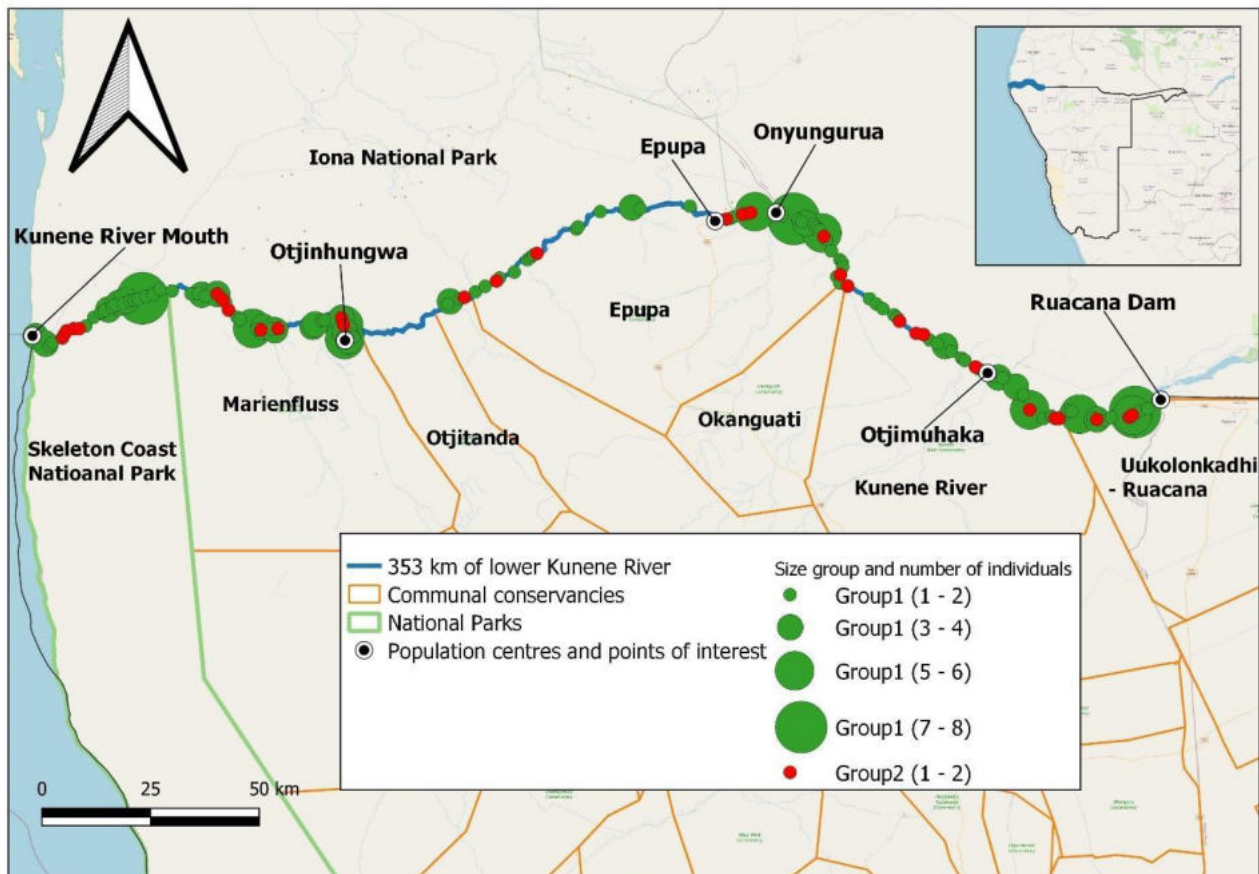 Onyungurua
Epupa
Iona National Park
Kunene River Mouth
Otjinhungwa
Epupa
Ruacana Dam
Marienfluss
Okanguati
Otjitanda
Otjimuhaka
Skeleton Coast
Natioanal Park
Uukolonkadhi
- Ruacana
Kunene River
353 km of lower Kunene River
Communal conservancies
National Parks
Population centres and points of interest
Size group and number of individuals
Group1 (1 - 2)
Group1 (3 - 4)
Group1 (5 - 6)
Group1 (7 - 8)
Group2 (1 - 2)
0 25 50 km